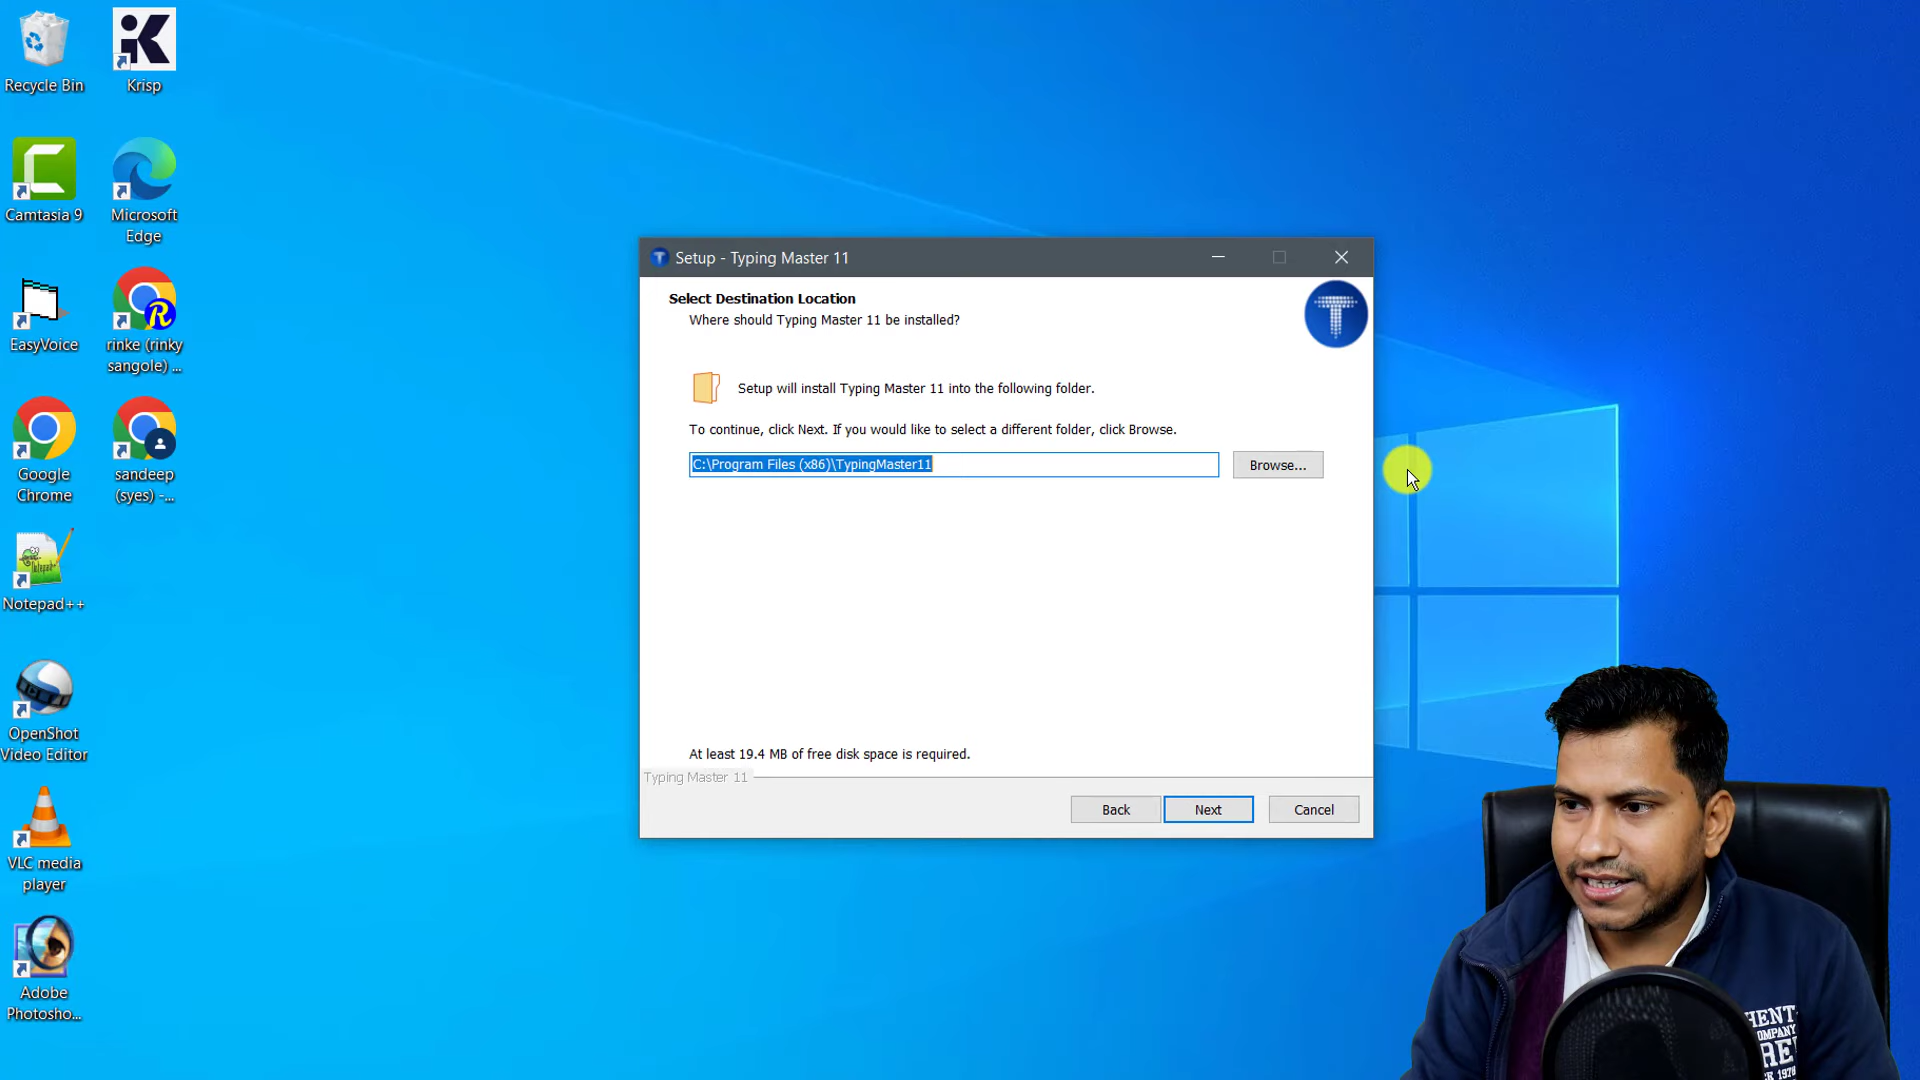 Recycle Bin
Krisp
Camtasia 9
Microsoft
Edge
EasyVoice
rinke (rinky
sangole) ...
Google
Chrome
sandeep
(syes) -...
Notepad++
OpenShot
Video Editor
VLC media
player
Adobe
Photosho...
Setup - Typing Master 11
Select Destination Location
Where should Typing Master 11 be installed?
Setup will install Typing Master 11 into the following folder.
To continue, click Next. If you would like to select a different folder, click Browse.
C:\Program Files (x86)\TypingMaster11
Browse...
At least 19.4 MB of free disk space is required.
Typing Master 11
Back
Next
Cancel
HENT
COMPANY